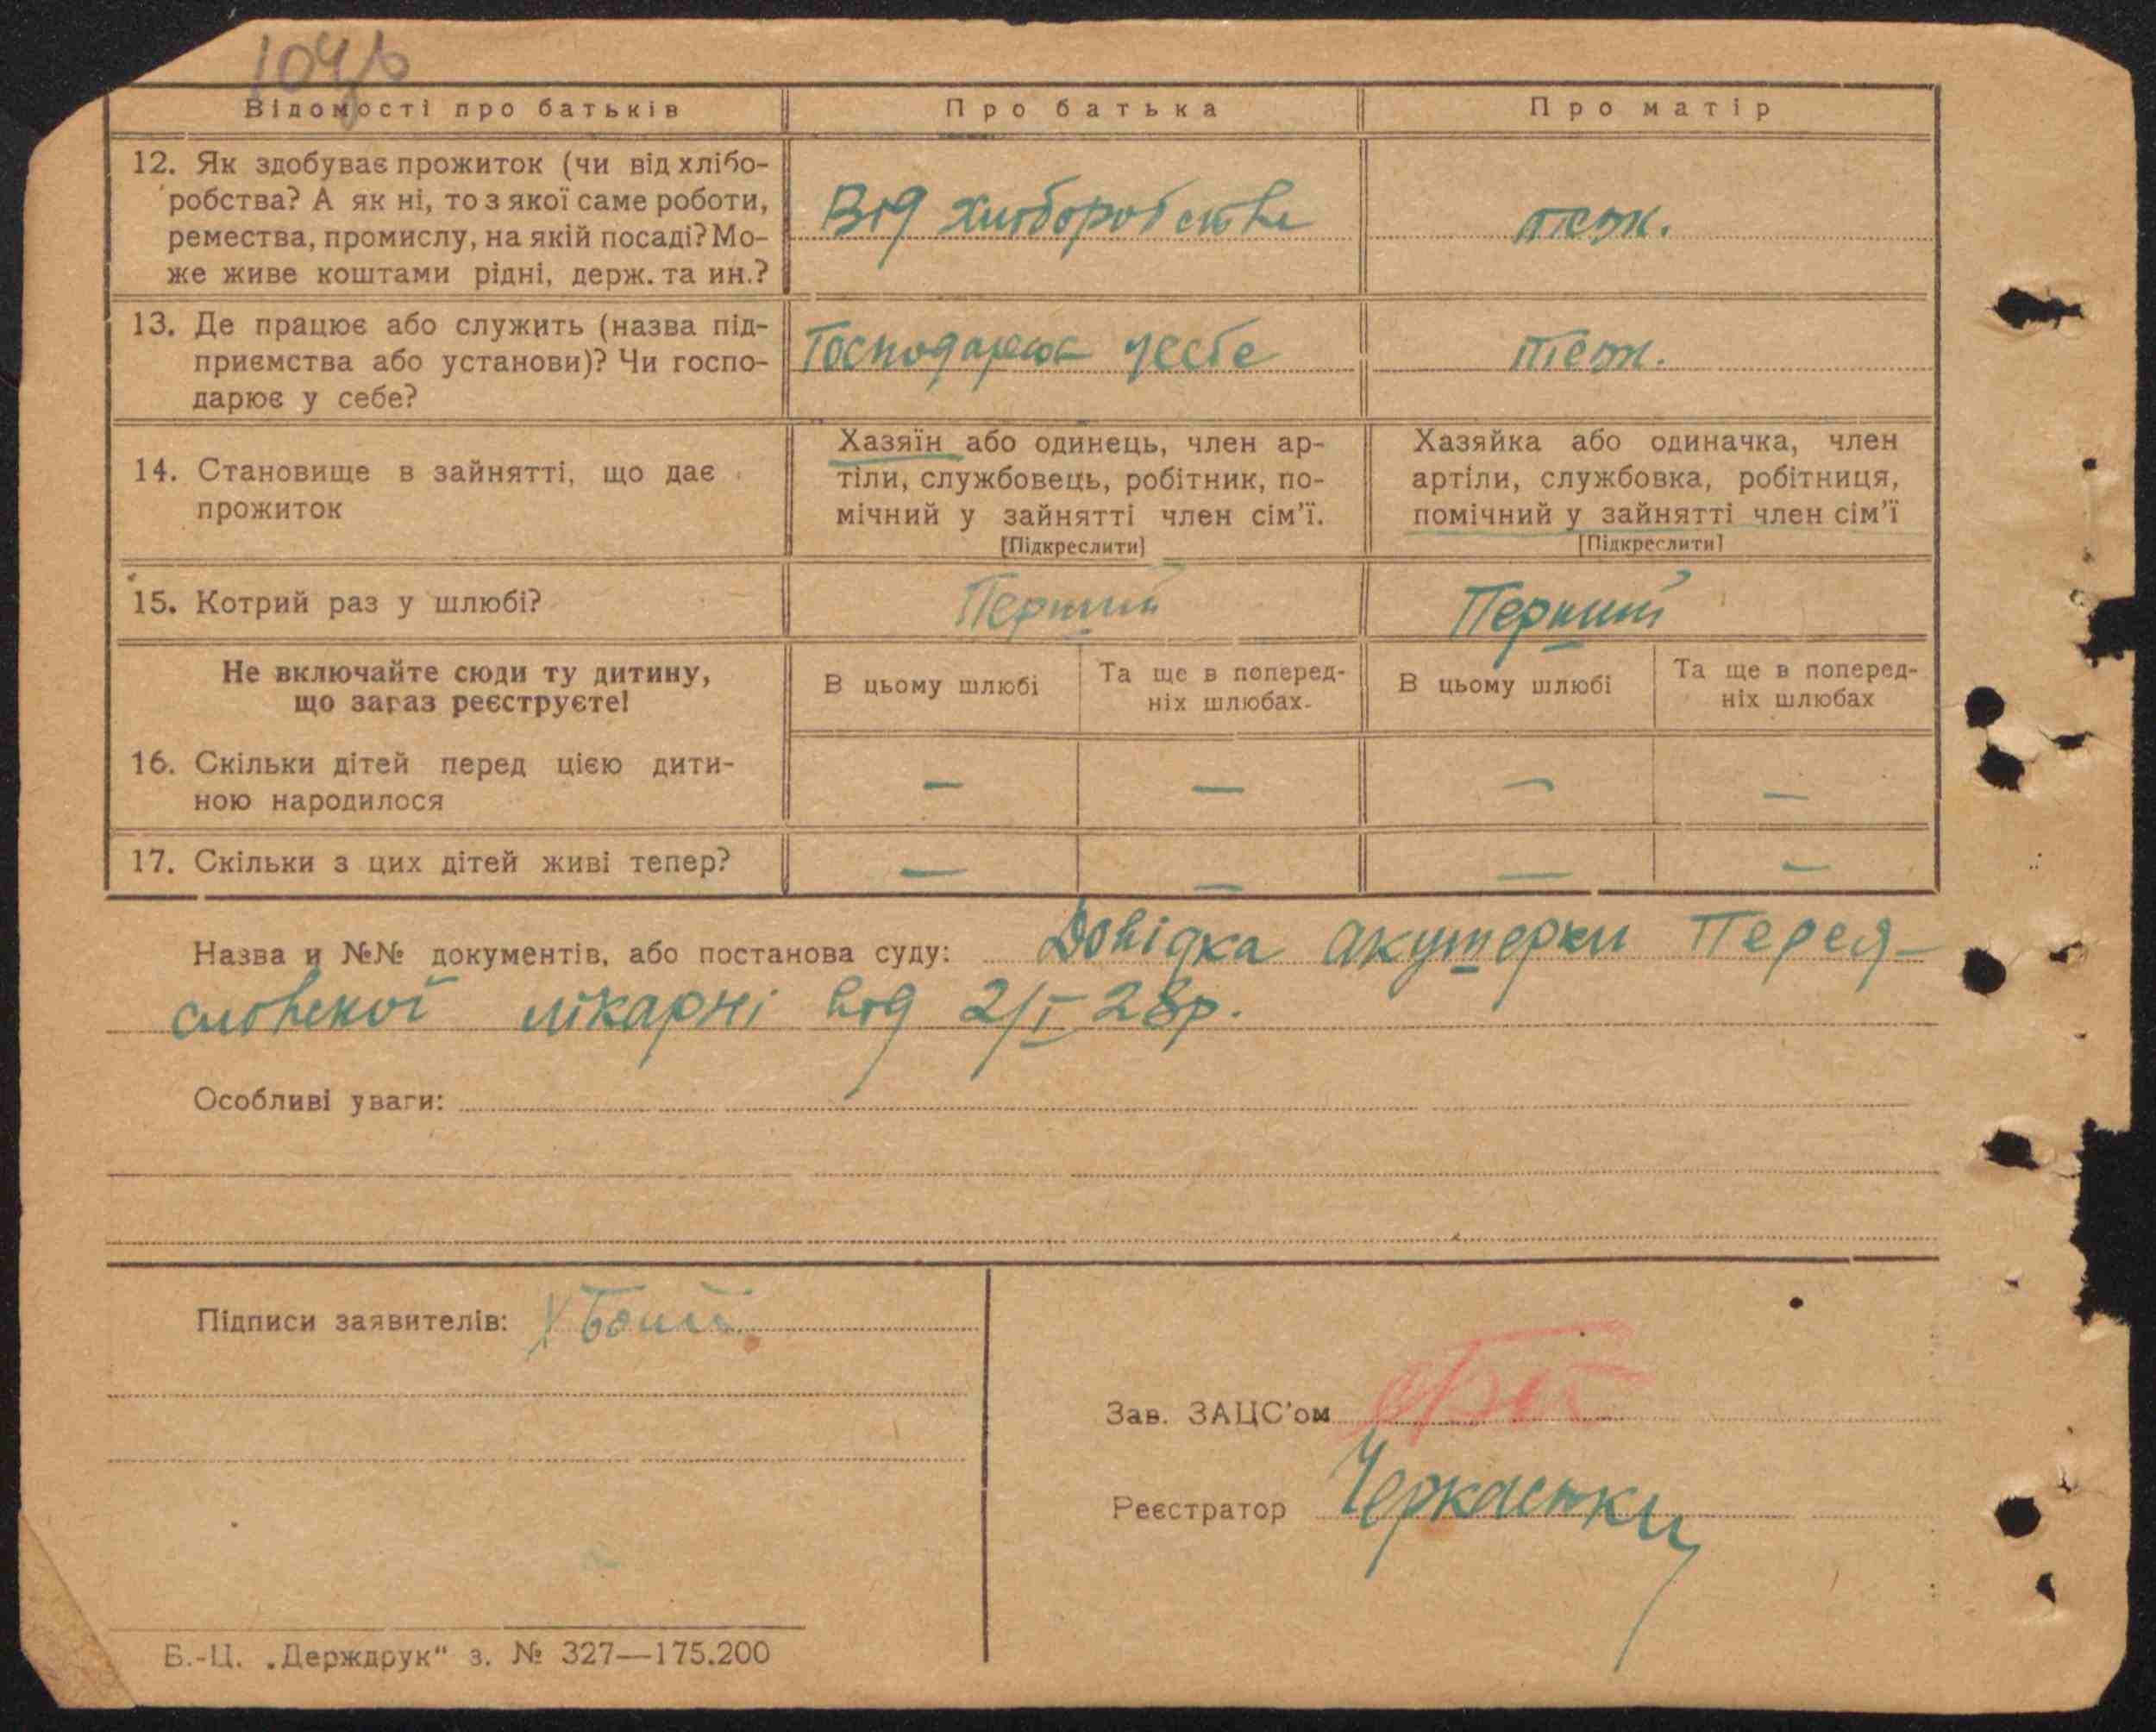 Відомості про батьків
Про батька
Про матір
12. Як здобуває прожиток (чи від хлібо-
робства? А як ні, то з якої саме роботи,
ремества, промислу, на якій посаді? Мо-
же живе коштами рідні, держ. та ин.?
Від хліборобства
теж.
13. Де працює або служить (назва під-
приємства або установи)? Чи госпо-
дарює у себе?
Господарює у себе
теж.
14. Становище в зайнятті, що дає
прожиток
Хазяїн або одинець, член ар-
тіли, службовець, робітник, по-
мічний у зайнятті член сім'ї.
[Підкреслити]
Хазяйка або одиначка, член
артіли, службовка, робітниця,
помічний у зайнятті член сім'ї
[Підкреслити]
15. Котрий раз у шлюбі?
Перший
Перший
Не включайте сюди ту дитину,
що зараз реєструєте!
В цьому шлюбі
Та ще в поперед-
ніх шлюбах.
В цьому шлюбі
Та ще в поперед-
ніх шлюбах
16. Скільки дітей перед цією дити-
ною народилося
— — — —
17. Скільки з цих дітей живі тепер?
— — — —
Назва и №№ документів, або постанова суду: Довідка акушерки Перед-
славської лікарні від 2/I 28р.
Особливі уваги:
Підписи заявителів:
Зав. ЗАЦС'ом
Реєстратор
Б.-Ц. „Держдрук" з. № 327—175.200